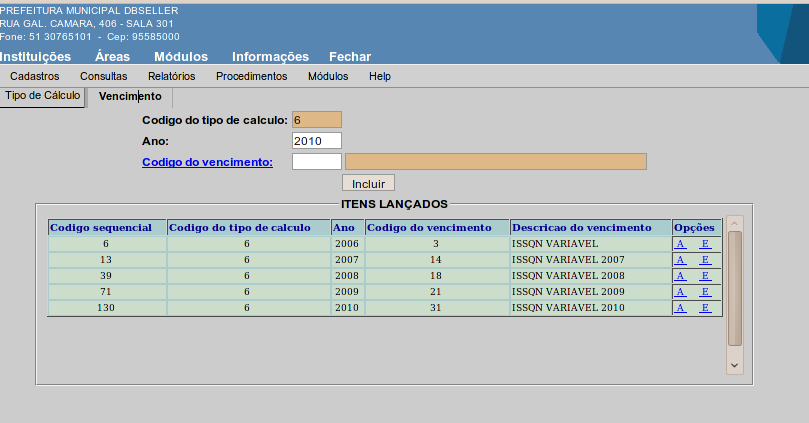 PREFEITURA MUNICIPAL DBSELLER
RUA GAL. CAMARA, 406 - SALA 301
Fone: 51 30765101 - Cep: 95585000
Instituições Áreas Módulos Informações Fechar
Cadastros Consultas Relatórios Procedimentos Módulos Help
Tipo de Cálculo Vencimento
Codigo do tipo de calculo: 6
Ano: 2010
Codigo do vencimento:
Incluir
ITENS LANÇADOS
Codigo sequencial Codigo do tipo de calculo Ano Codigo do vencimento Descricao do vencimento Opções
6 6 2006 3 ISSQN VARIAVEL A E
13 6 2007 14 ISSQN VARIAVEL 2007 A E
39 6 2008 18 ISSQN VARIAVEL 2008 A E
71 6 2009 21 ISSQN VARIAVEL 2009 A E
130 6 2010 31 ISSQN VARIAVEL 2010 A E